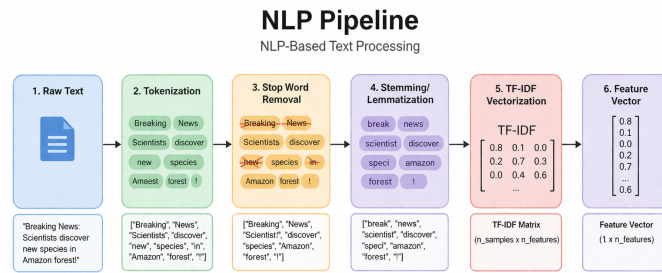 NLP Pipeline
NLP-Based Text Processing
1. Raw Text
"Breaking News:
Scientists discover
new species in
Amazon forest!"
2. Tokenization
Breaking News
Scientists discover
new species
Amaest forest !
["Breaking", "News",
"Scientists", "discover",
"new", "species", "in",
"Amazon", "forest", "!"]
3. Stop Word
Removal
Breaking News
Scientists discover
new species in
Amazon forest !
["Breaking", "News",
"Scientist!", "discover",
"species", "Amazon",
"forest", "!"]
4. Stemming/
Lemmatization
break news
scientist discover
speci amazon
forest !
["break", "news",
"scientist", "discover",
"speci", "amazon",
"forest", "!"]
5. TF-IDF
Vectorization
TF-IDF
0.8 0.1 0.0
0.2 0.7 0.3
0.0 0.4 0.6
...
TF-IDF Matrix
(n_samples x n_features)
6. Feature
Vector
0.8
0.1
0.0
0.2
0.7
...
0.6
Feature Vector
(1 x n_features)